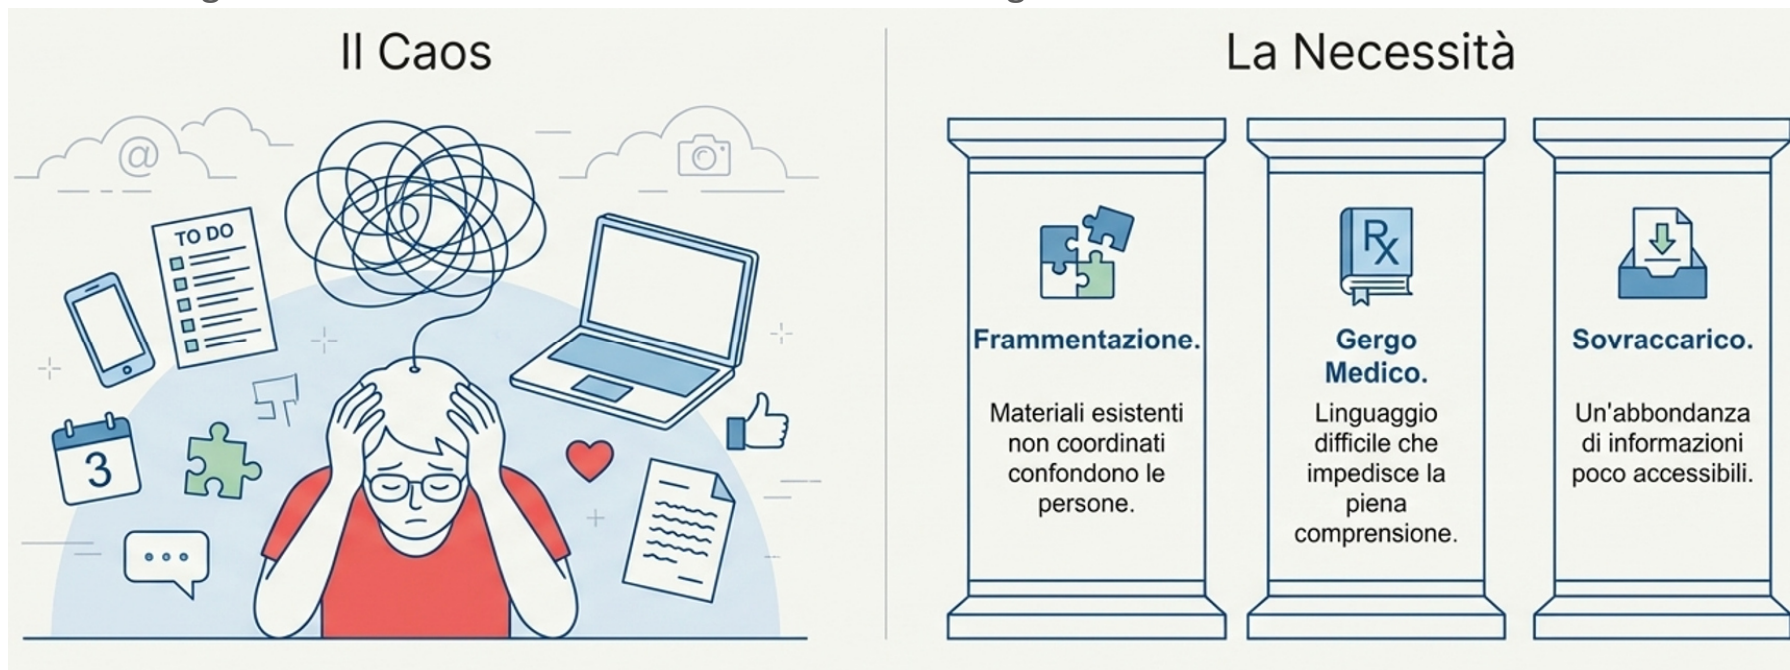 Il Caos
TO DO
3
@
La Necessità
Rx
Frammentazione.
Materiali esistenti
non coordinati
confondono le
persone.
Gergo
Medico.
Linguaggio
difficile che
impedisce la
piena
comprensione.
Sovraccarico.
Un'abbondanza
di informazioni
poco accessibili.